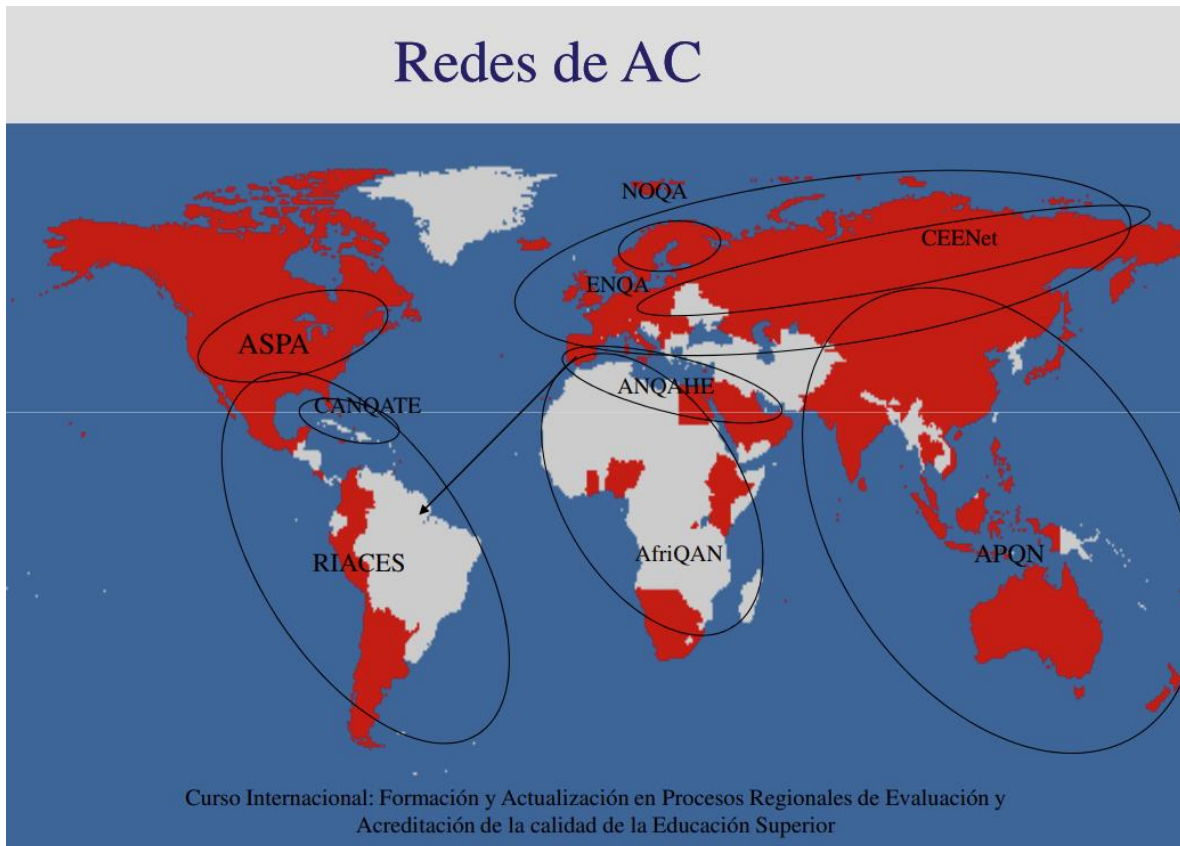 Redes de AC
NOQA
CEENet
ENQA
ASPA
ANQAHE
CANQATE
RIACES
AfriQAN
APQN
Curso Internacional: Formación y Actualización en Procesos Regionales de Evaluación y
Acreditación de la calidad de la Educación Superior